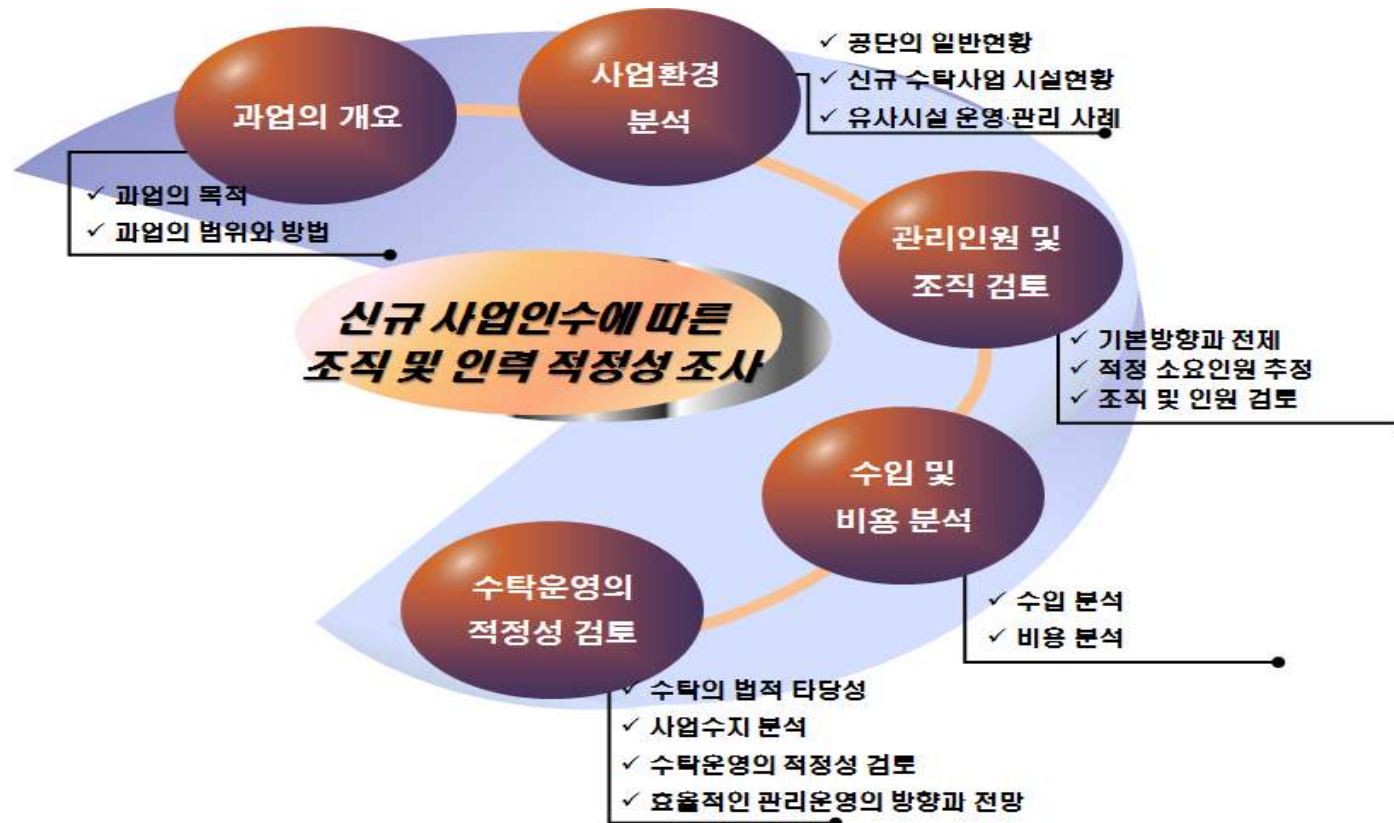 과업의 개요
✓ 과업의 목적
✓ 과업의 범위와 방법
사업환경
분석
✓ 공단의 일반현황
✓ 신규 수탁사업 시설현황
✓ 유사시설 운영·관리 사례
관리인원 및
조직 검토
✓ 기본방향과 전제
✓ 적정 소요인원 추정
✓ 조직 및 인원 검토
신규 사업인수에 따른
조직 및 인력 적정성 조사
수입 및
비용 분석
✓ 수입 분석
✓ 비용 분석
수탁운영의
적정성 검토
✓ 수탁의 법적 타당성
✓ 사업수지 분석
✓ 수탁운영의 적정성 검토
✓ 효율적인 관리운영의 방향과 전망